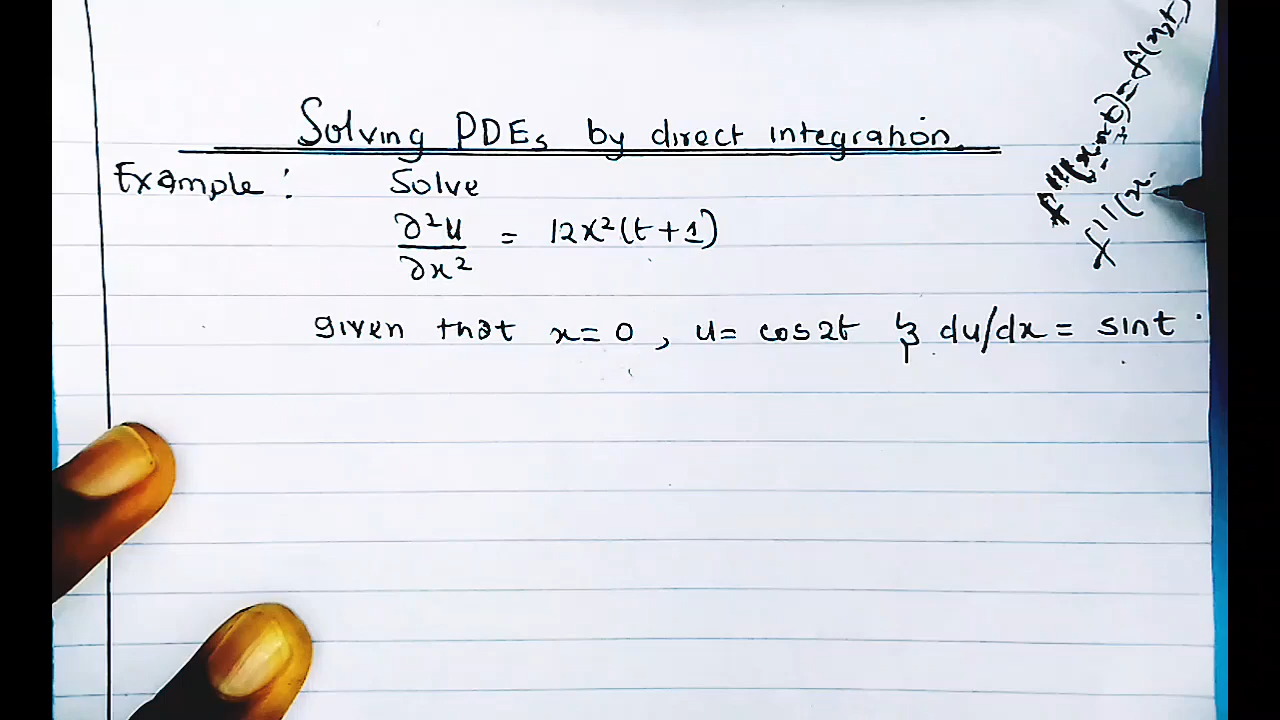 Solving PDEs by direct integration
Example: Solve
∂²u/∂x² = 12x²(t+1)
given that x=0, u= cos2t & du/dx = sint.
= f(x,t)